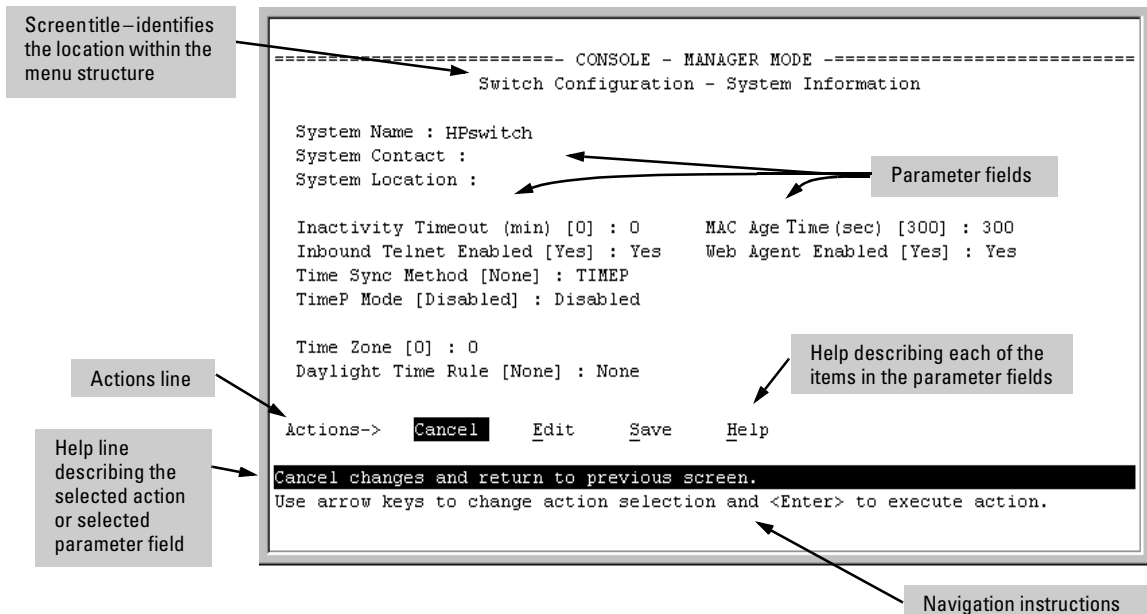 Screen title – identifies
the location within the
menu structure
============================- CONSOLE - MANAGER MODE -============================
Switch Configuration - System Information
System Name : HPswitch
System Contact :
System Location :
Parameter fields
Inactivity Timeout (min) [0] : 0 MAC Age Time (sec) [300] : 300
Inbound Telnet Enabled [Yes] : Yes Web Agent Enabled [Yes] : Yes
Time Sync Method [None] : TIMEP
TimeP Mode [Disabled] : Disabled
Time Zone [0] : 0
Daylight Time Rule [None] : None
Help describing each of the
items in the parameter fields
Actions line
Actions-> Cancel Edit Save Help
Help line
describing the
selected action
or selected
parameter field
Cancel changes and return to previous screen.
Use arrow keys to change action selection and <Enter> to execute action.
Navigation instructions